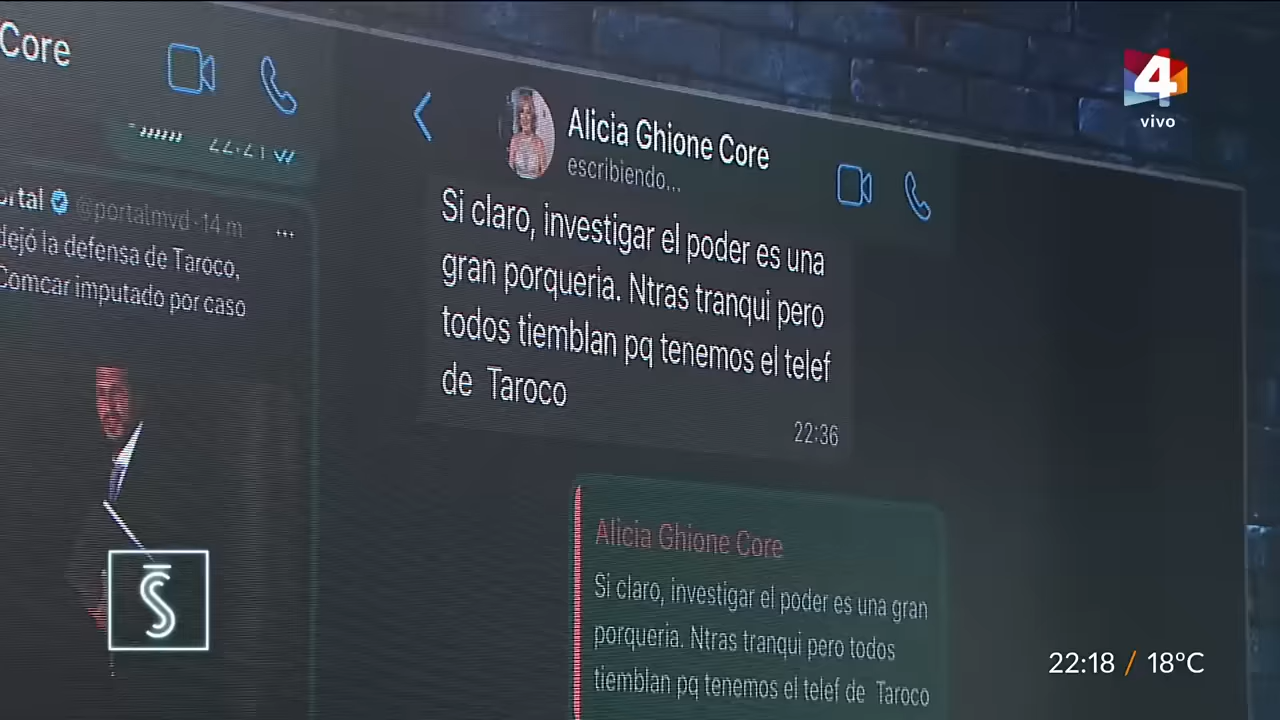 Core
22:21
ortal @portalmvd · 14 m ...
dejó la defensa de Taroco,
Comcar imputado por caso
Alicia Ghione Core
escribiendo...
Si claro, investigar el poder es una
gran porqueria. Ntras tranqui pero
todos tiemblan pq tenemos el telef
de Taroco
22:36
Alicia Ghione Core
Si claro, investigar el poder es una gran
porqueria. Ntras tranqui pero todos
tiemblan pq tenemos el telef de Taroco
4
vivo
S
22:18 / 18°C